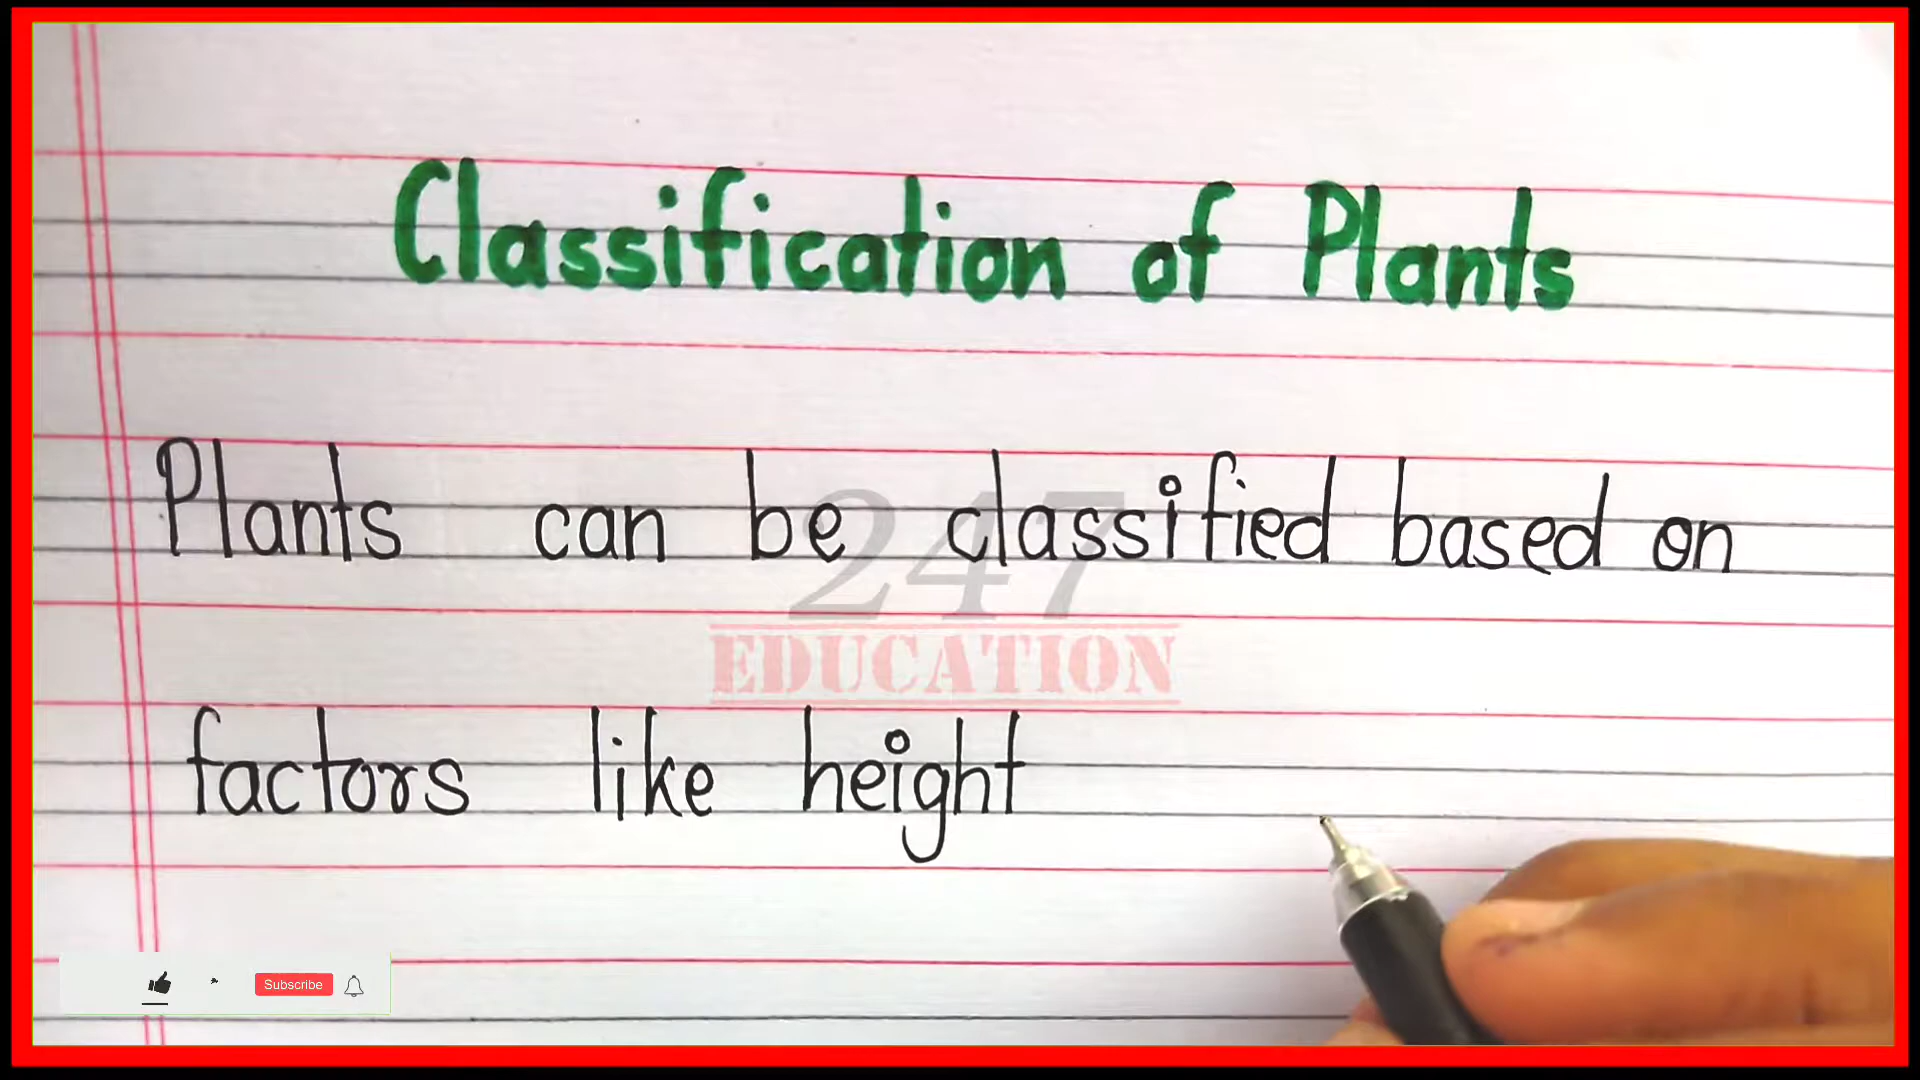 Classification of Plants
Plants can be classified based on
247
EDUCATION
factors like height
Subscribe